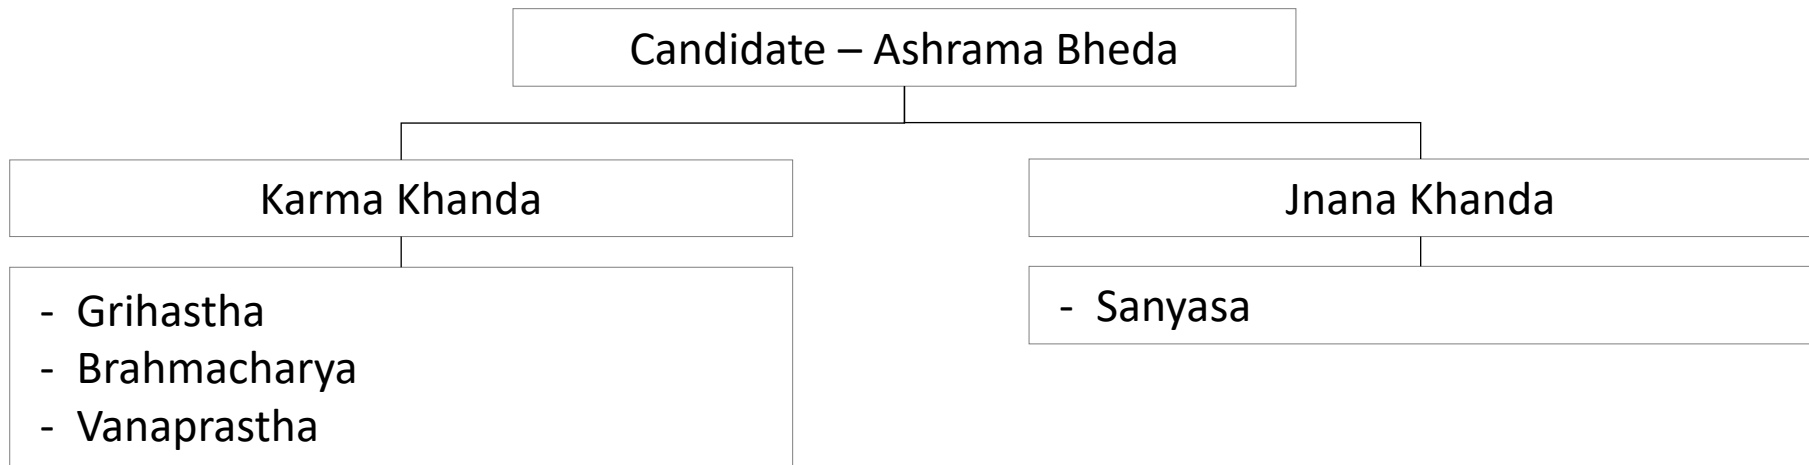 Candidate – Ashrama Bheda
Karma Khanda
Jnana Khanda
- Grihastha
- Brahmacharya
- Vanaprastha
- Sanyasa